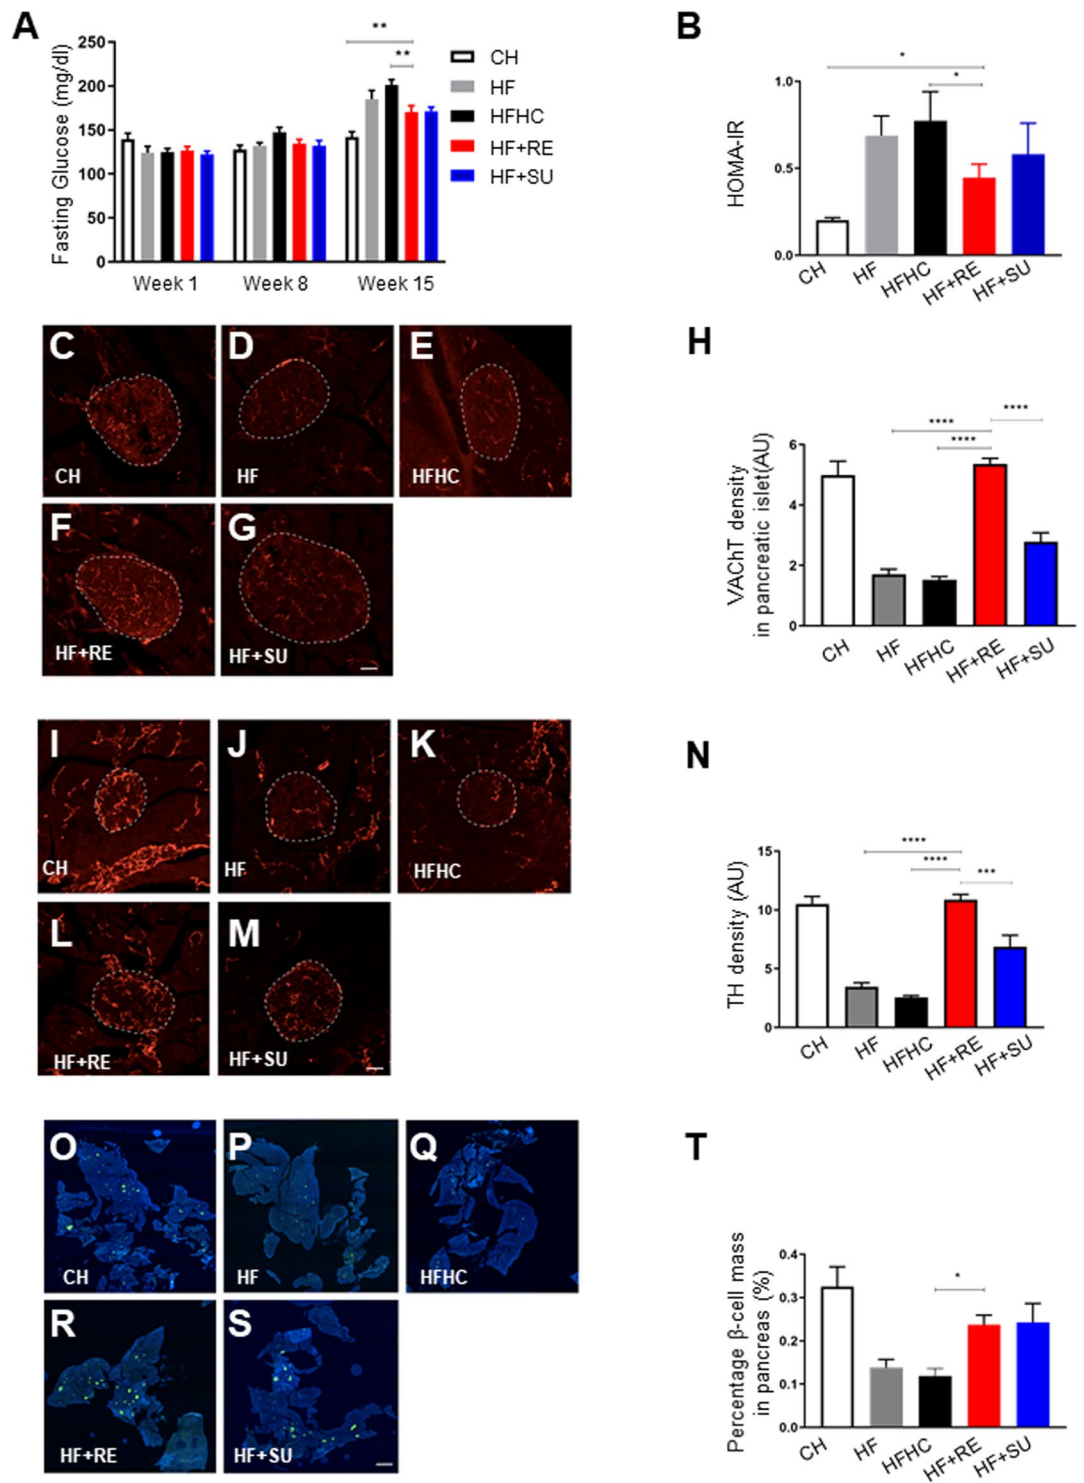 A
Fasting Glucose (mg/dl)
250
200
150
100
50
0
**
**
Week 1 Week 8 Week 15
CH
HF
HFHC
HF+RE
HF+SU
B
HOMA-IR
1.0
0.5
0.0
*
*
CH HF HFHC HF+RE HF+SU
C
CH
D
HF
E
HFHC
F
HF+RE
G
HF+SU
H
VAChT density
in pancreatic islet(AU)
6
4
2
0
****
****
****
CH HF HFHC HF+RE HF+SU
I
CH
J
HF
K
HFHC
L
HF+RE
M
HF+SU
N
TH density (AU)
15
10
5
0
****
****
***
CH HF HFHC HF+RE HF+SU
O
CH
P
HF
Q
HFHC
R
HF+RE
S
HF+SU
T
Percentage β-cell mass
in pancreas (%)
0.4
0.3
0.2
0.1
0.0
*
CH HF HFHC HF+RE HF+SU